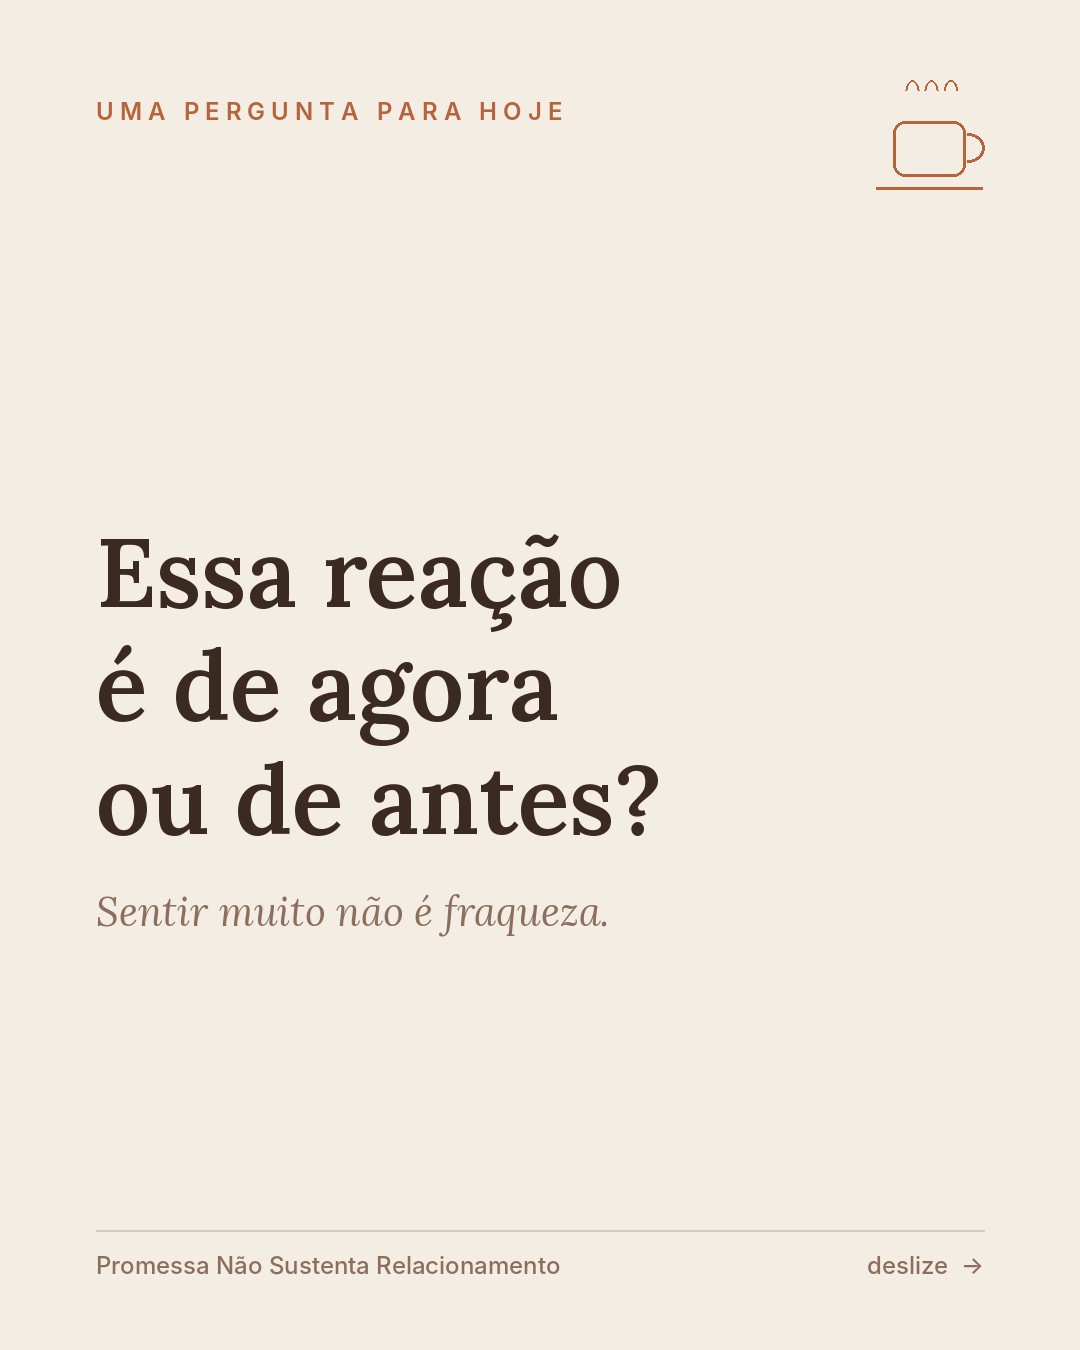 UMA PERGUNTA PARA HOJE
Essa reação
é de agora
ou de antes?
Sentir muito não é fraqueza.
Promessa Não Sustenta Relacionamento
deslize →